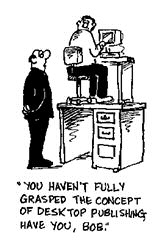 "YOU HAVEN'T FULLY
GRASPED THE CONCEPT
OF DESKTOP PUBLISHING
HAVE YOU, BOB."